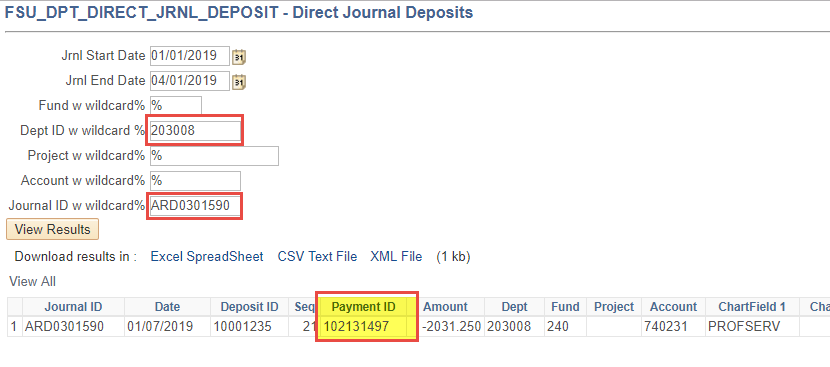 FSU_DPT_DIRECT_JRNL_DEPOSIT - Direct Journal Deposits
Jrnl Start Date 01/01/2019 31
Jrnl End Date 04/01/2019 31
Fund w wildcard% %
Dept ID w wildcard % 203008
Project w wildcard% %
Account w wildcard% %
Journal ID w wildcard% ARD0301590
View Results
Download results in : Excel SpreadSheet CSV Text File XML File (1 kb)
View All
Journal ID Date Deposit ID Seq Payment ID Amount Dept Fund Project Account ChartField 1 Cha
1 ARD0301590 01/07/2019 10001235 21 102131497 -2031.250 203008 240 740231 PROFSERV